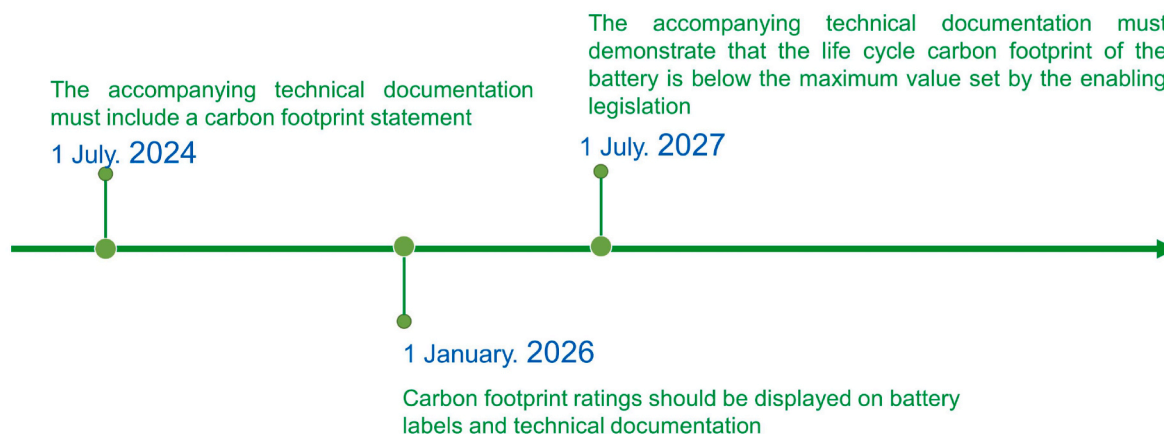 The accompanying technical documentation must
demonstrate that the life cycle carbon footprint of the
battery is below the maximum value set by the enabling
legislation
1 July. 2027
The accompanying technical documentation
must include a carbon footprint statement
1 July. 2024
1 January. 2026
Carbon footprint ratings should be displayed on battery
labels and technical documentation